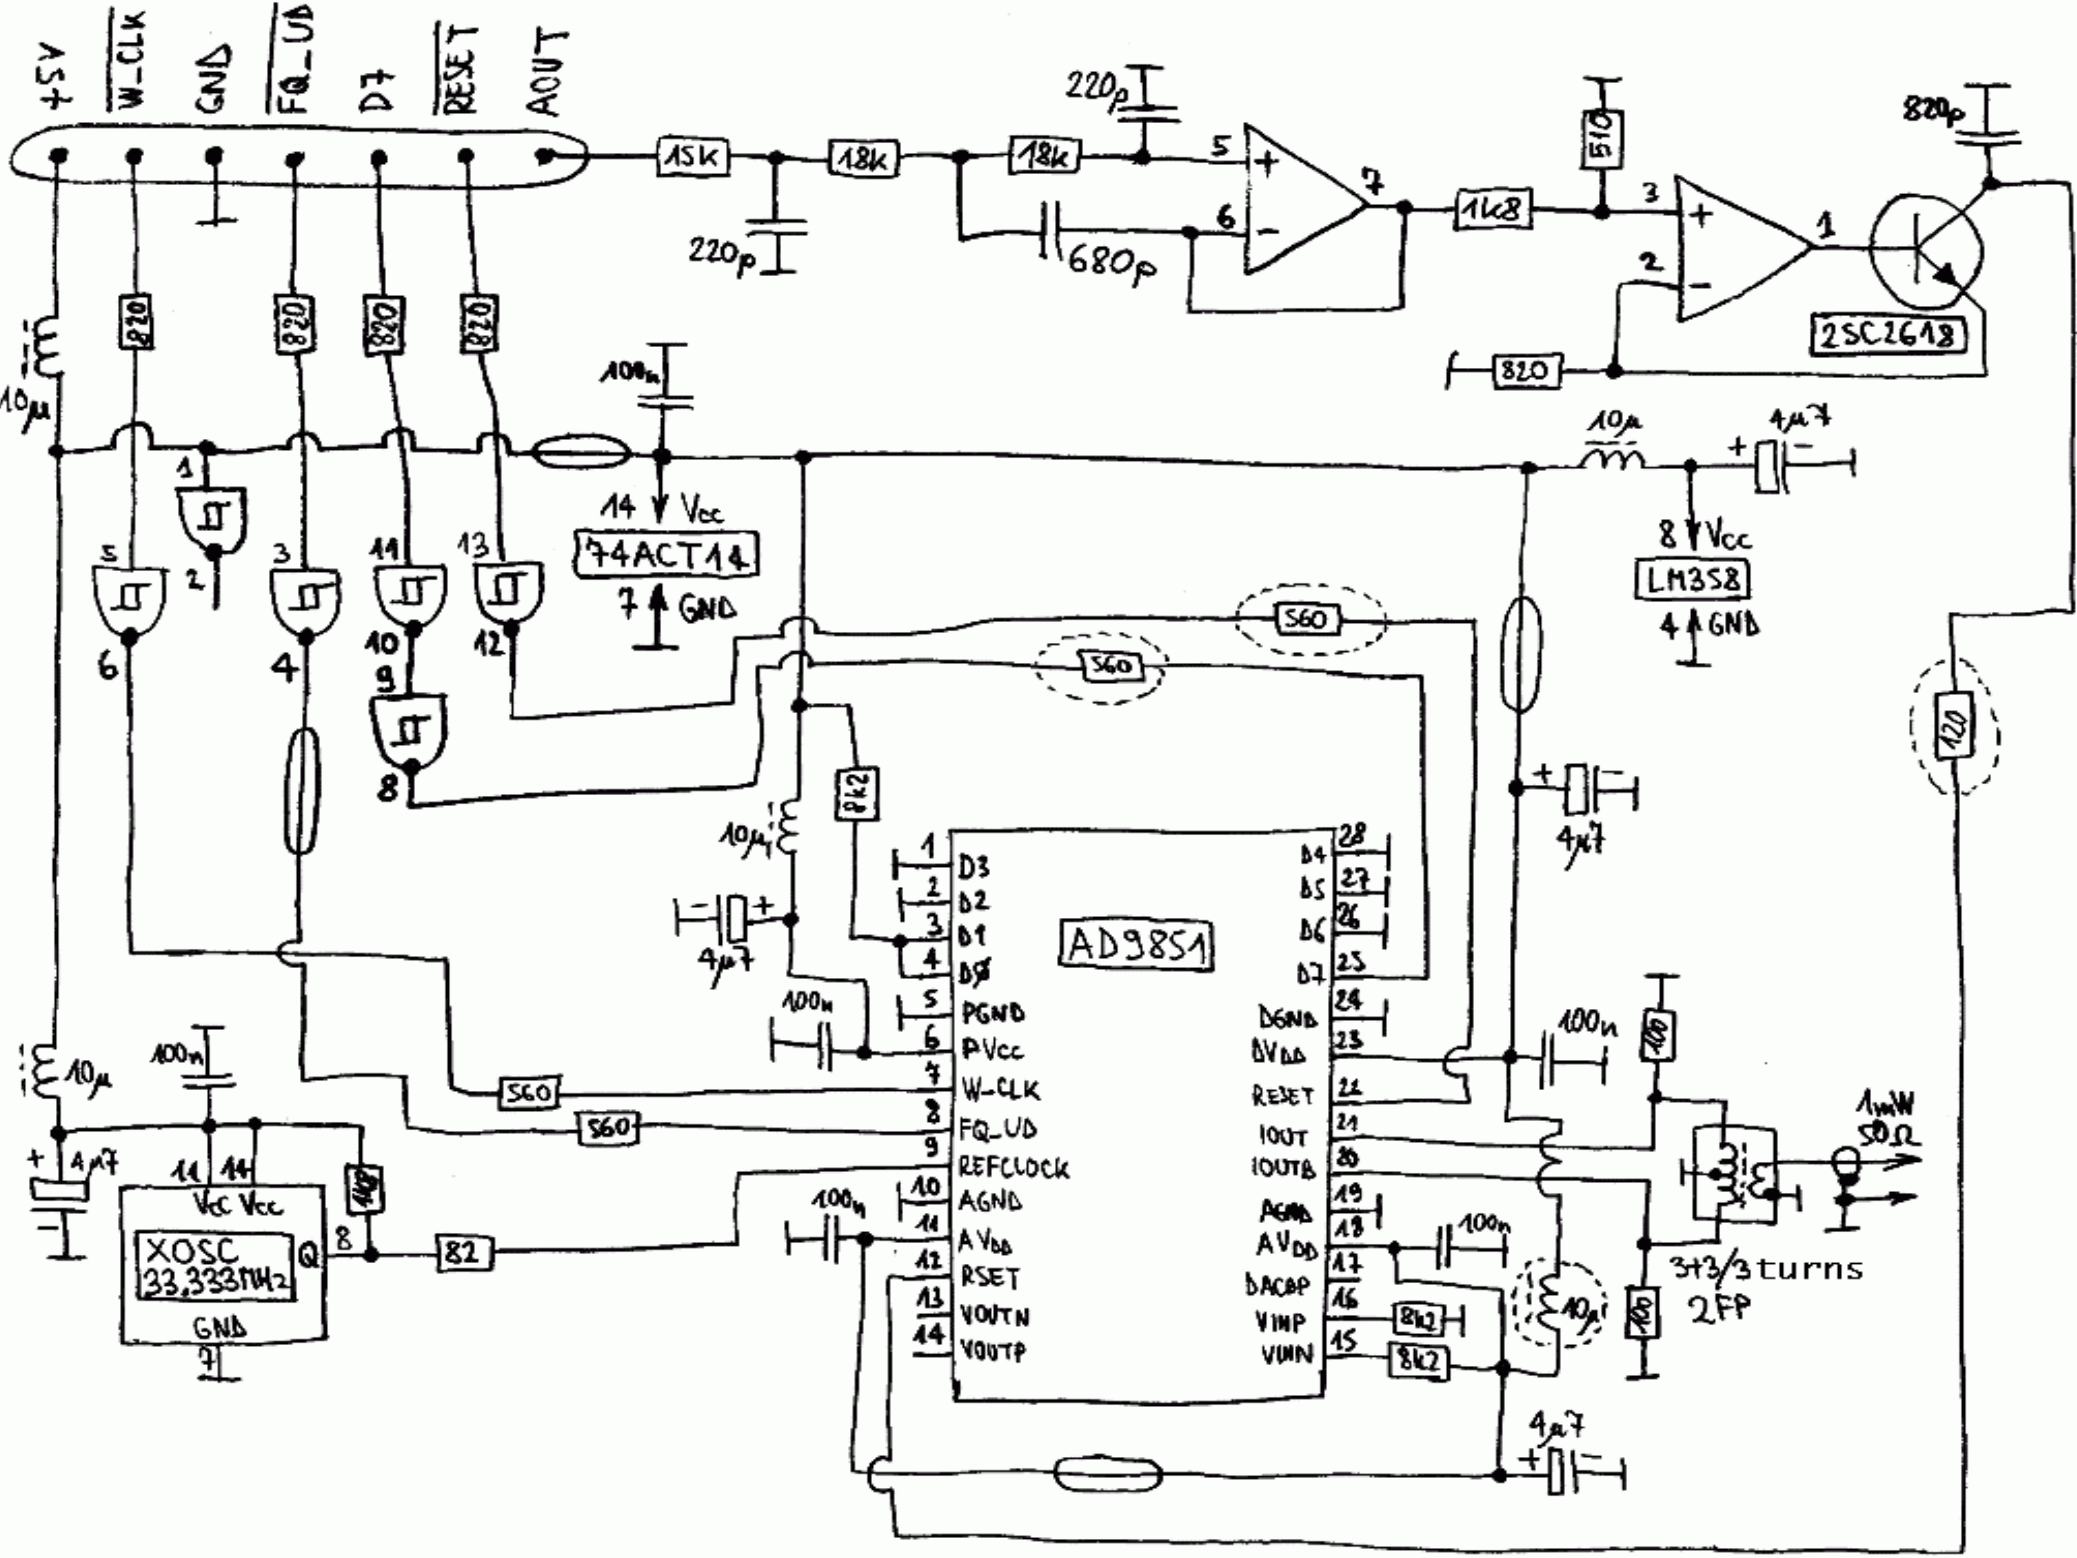 +5V
W_CLK
GND
FQ_UD
D7
RESET
AOUT
15k
220p
18k
18k
220p
680p
5
+
6
-
7
1k8
510
3
+
2
-
1
820p
2SC2618
820
820
820
820
820
10µ
100n
10µ
4µ7
+
-
1
2
5
6
3
4
11
10
9
8
13
12
14
Vcc
74ACT14
7
GND
8
Vcc
LM358
4
GND
560
560
120
8k2
10µ
+
-
4µ7
-
+
4µ7
100n
AD9851
1
D3
2
D2
3
D1
4
DØ
5
PGND
6
PVcc
7
W_CLK
8
FQ_UD
9
REFCLOCK
10
AGND
11
AVDD
12
RSET
13
VOUTN
14
VOUTP
28
D4
27
D5
26
D6
25
D7
24
DGND
23
DVDD
22
RESET
21
IOUT
20
IOUTB
19
AGND
18
AVDD
17
DACBP
16
VINP
15
VINN
560
560
10µ
100n
+
4µ7
-
11
14
Vcc
Vcc
1k8
XOSC
33.333MHz
Q
8
GND
7
82
100n
100n
100
100n
8k2
8k2
10µ
100
1mW
50Ω
3+3/3 turns
2FP
4µ7
+
-